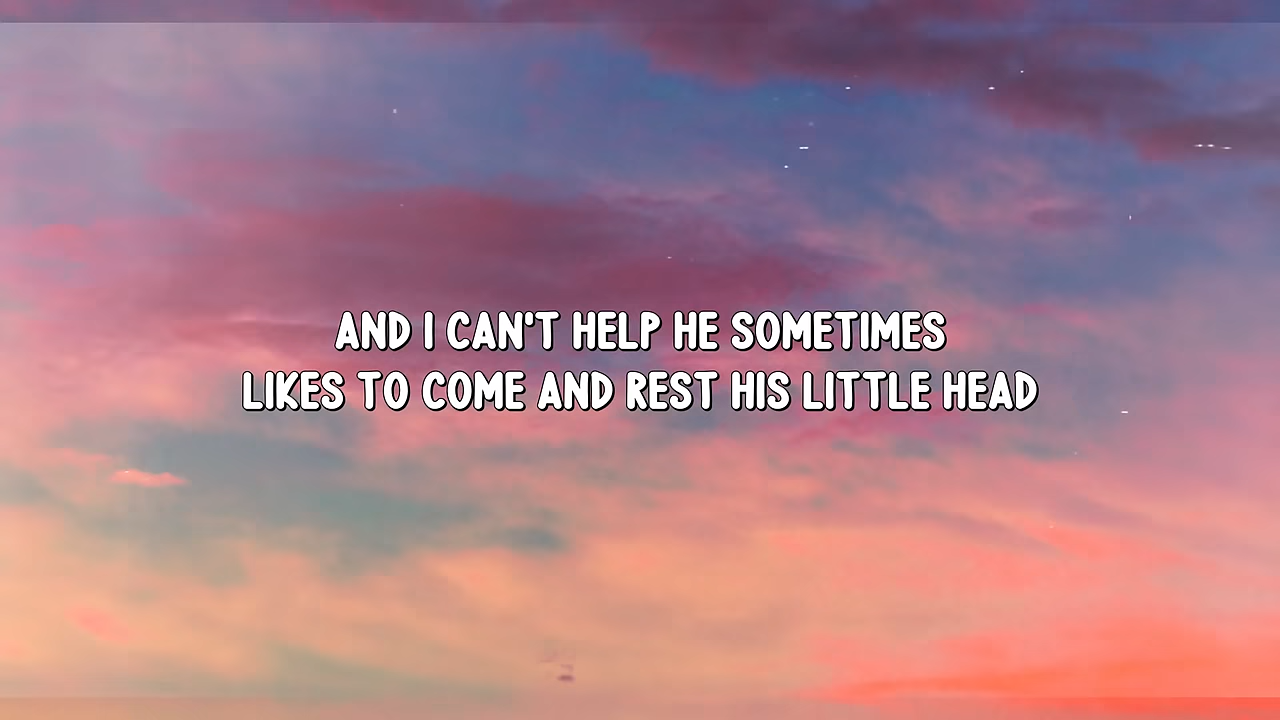 AND I CAN'T HELP HE SOMETIMES
LIKES TO COME AND REST HIS LITTLE HEAD